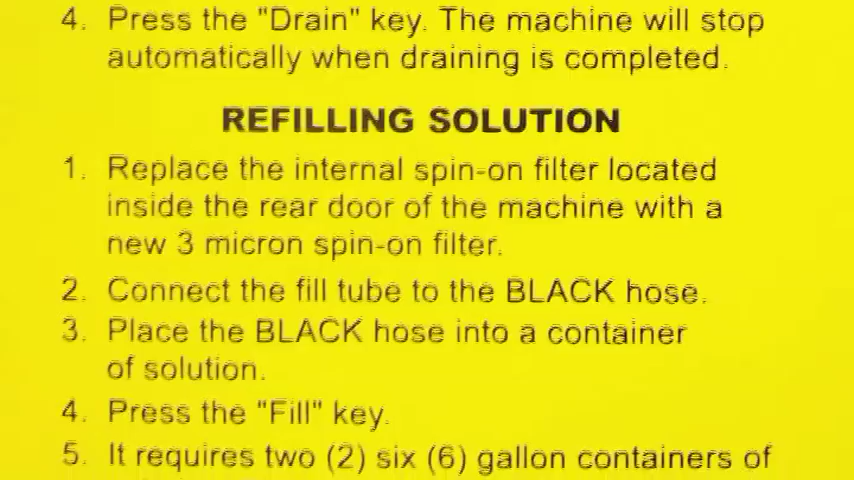 4. Press the "Drain" key. The machine will stop
automatically when draining is completed.
REFILLING SOLUTION
1. Replace the internal spin-on filter located
inside the rear door of the machine with a
new 3 micron spin-on filter.
2. Connect the fill tube to the BLACK hose.
3. Place the BLACK hose into a container
of solution.
4. Press the "Fill" key.
5. It requires two (2) six (6) gallon containers of